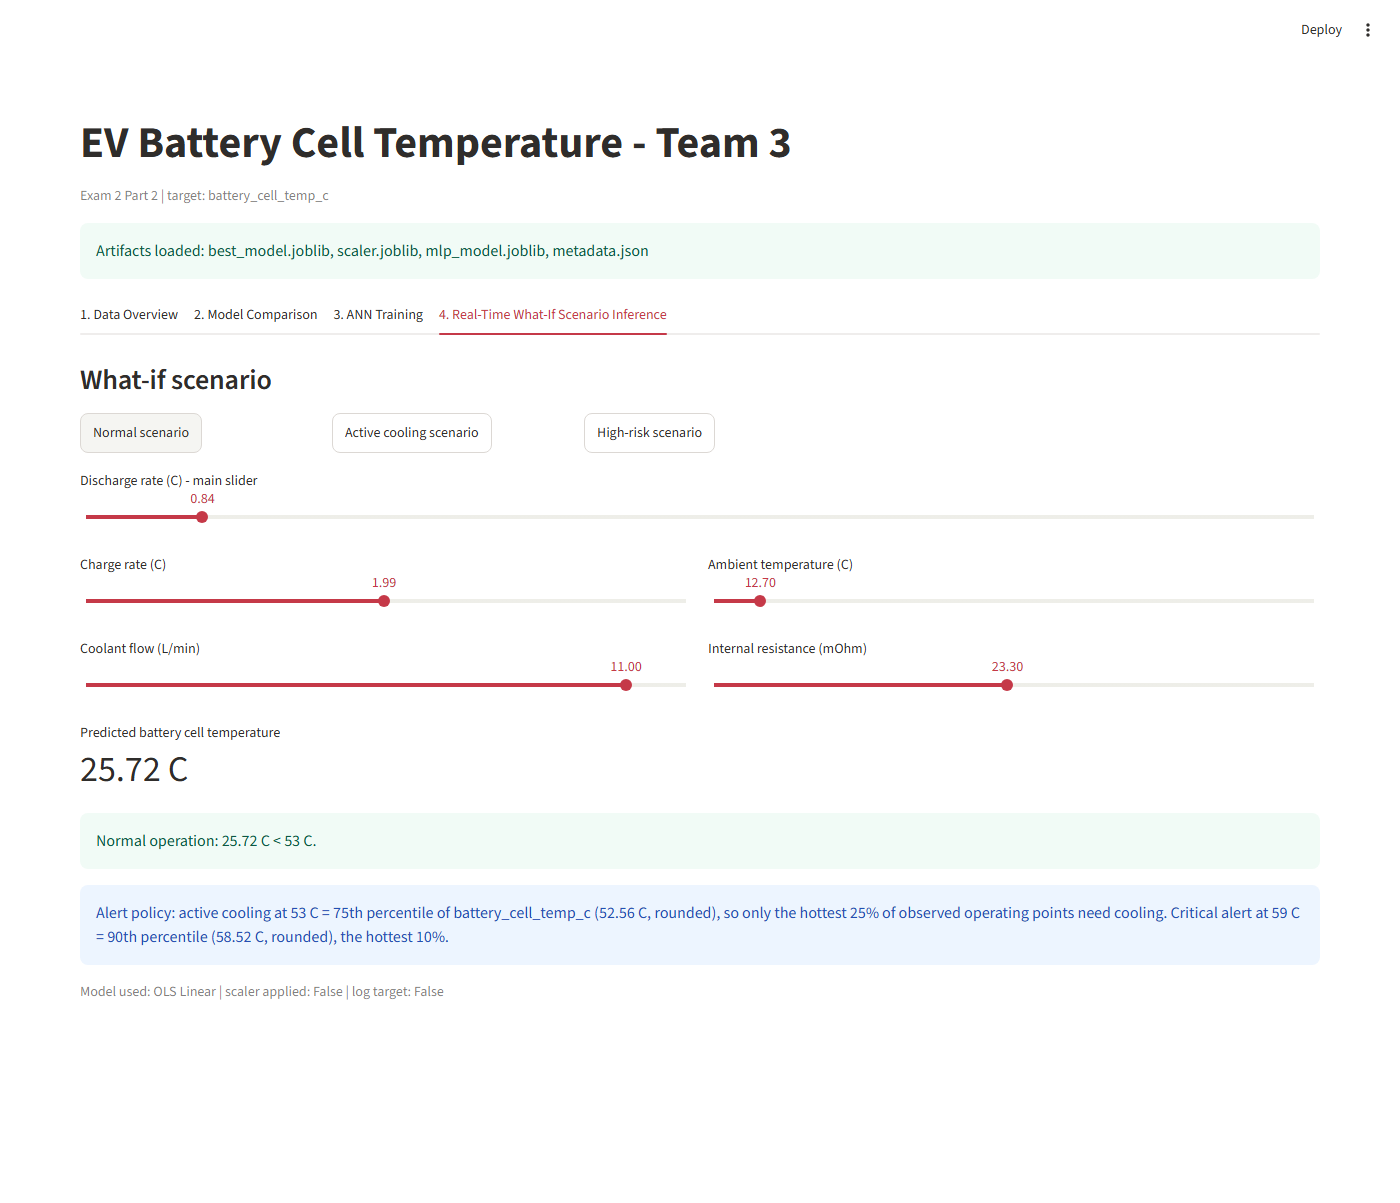 Deploy
EV Battery Cell Temperature - Team 3
Exam 2 Part 2 | target: battery_cell_temp_c
Artifacts loaded: best_model.joblib, scaler.joblib, mlp_model.joblib, metadata.json
1. Data Overview 2. Model Comparison 3. ANN Training 4. Real-Time What-If Scenario Inference
What-if scenario
Normal scenario Active cooling scenario High-risk scenario
Discharge rate (C) - main slider
0.84
Charge rate (C) Ambient temperature (C)
1.99 12.70
Coolant flow (L/min) Internal resistance (mOhm)
11.00 23.30
Predicted battery cell temperature
25.72 C
Normal operation: 25.72 C < 53 C.
Alert policy: active cooling at 53 C = 75th percentile of battery_cell_temp_c (52.56 C, rounded), so only the hottest 25% of observed operating points need cooling. Critical alert at 59 C
= 90th percentile (58.52 C, rounded), the hottest 10%.
Model used: OLS Linear | scaler applied: False | log target: False